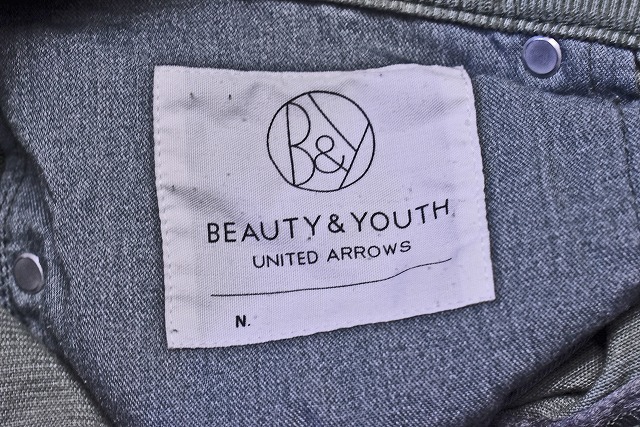 B&Y
BEAUTY & YOUTH
UNITED ARROWS
N.